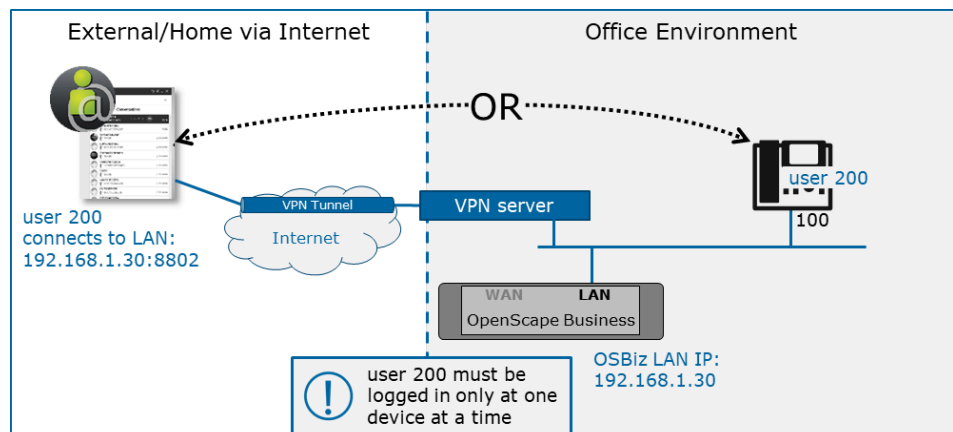 External/Home via Internet
Office Environment
@
OR
user 200
100
VPN Tunnel
VPN server
Internet
user 200
connects to LAN:
192.168.1.30:8802
WAN LAN
OpenScape Business
OSBiz LAN IP:
192.168.1.30
! user 200 must be
logged in only at one
device at a time